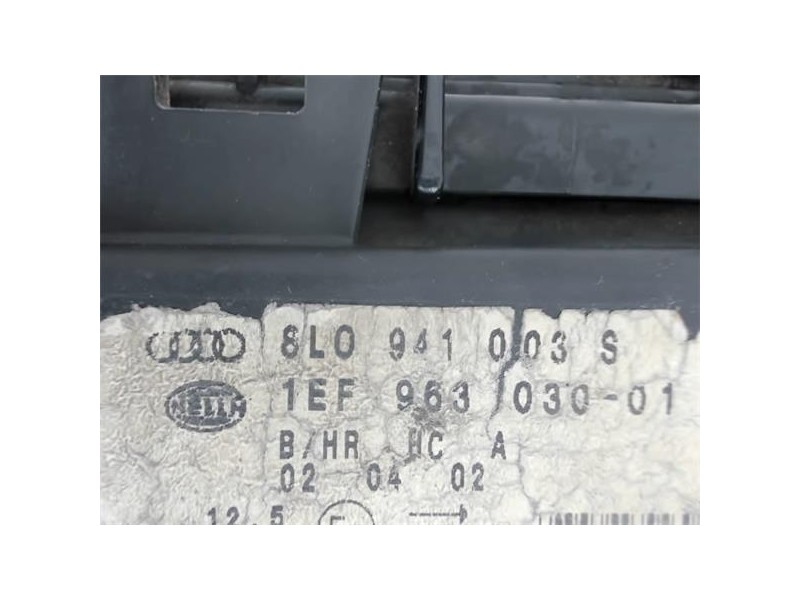 8L0 941 003 S
HELLA 1EF 963 030-01
B/HR HC A
02 04 02
12.5 E